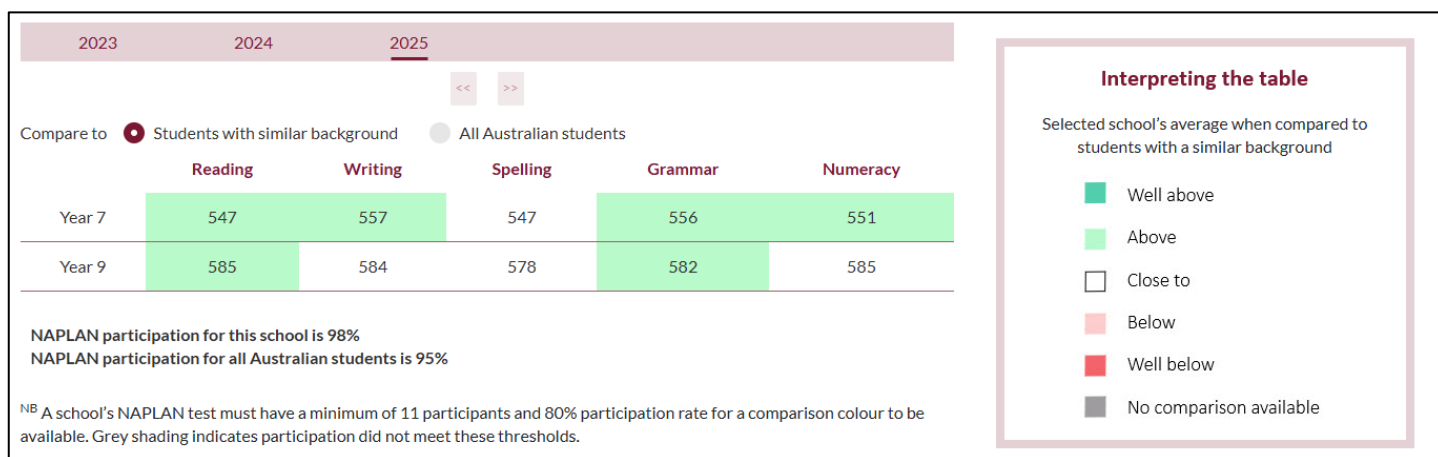 2023 2024 2025
<< >>
Compare to Students with similar background All Australian students
Reading Writing Spelling Grammar Numeracy
Year 7 547 557 547 556 551
Year 9 585 584 578 582 585
NAPLAN participation for this school is 98%
NAPLAN participation for all Australian students is 95%
NB A school's NAPLAN test must have a minimum of 11 participants and 80% participation rate for a comparison colour to be
available. Grey shading indicates participation did not meet these thresholds.
Interpreting the table
Selected school's average when compared to
students with a similar background
Well above
Above
Close to
Below
Well below
No comparison available